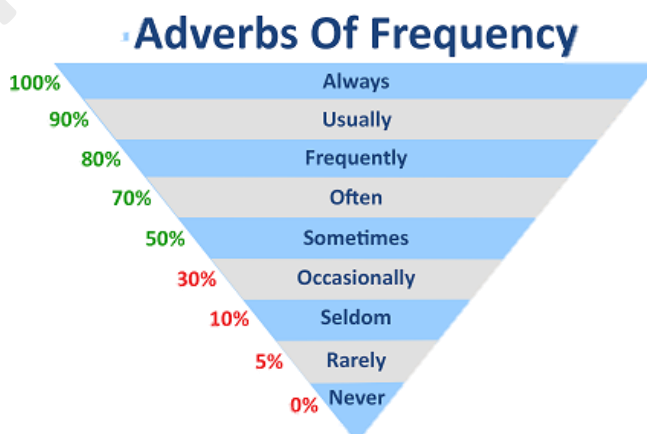 Adverbs Of Frequency
100% Always
90% Usually
80% Frequently
70% Often
50% Sometimes
30% Occasionally
10% Seldom
5% Rarely
0% Never